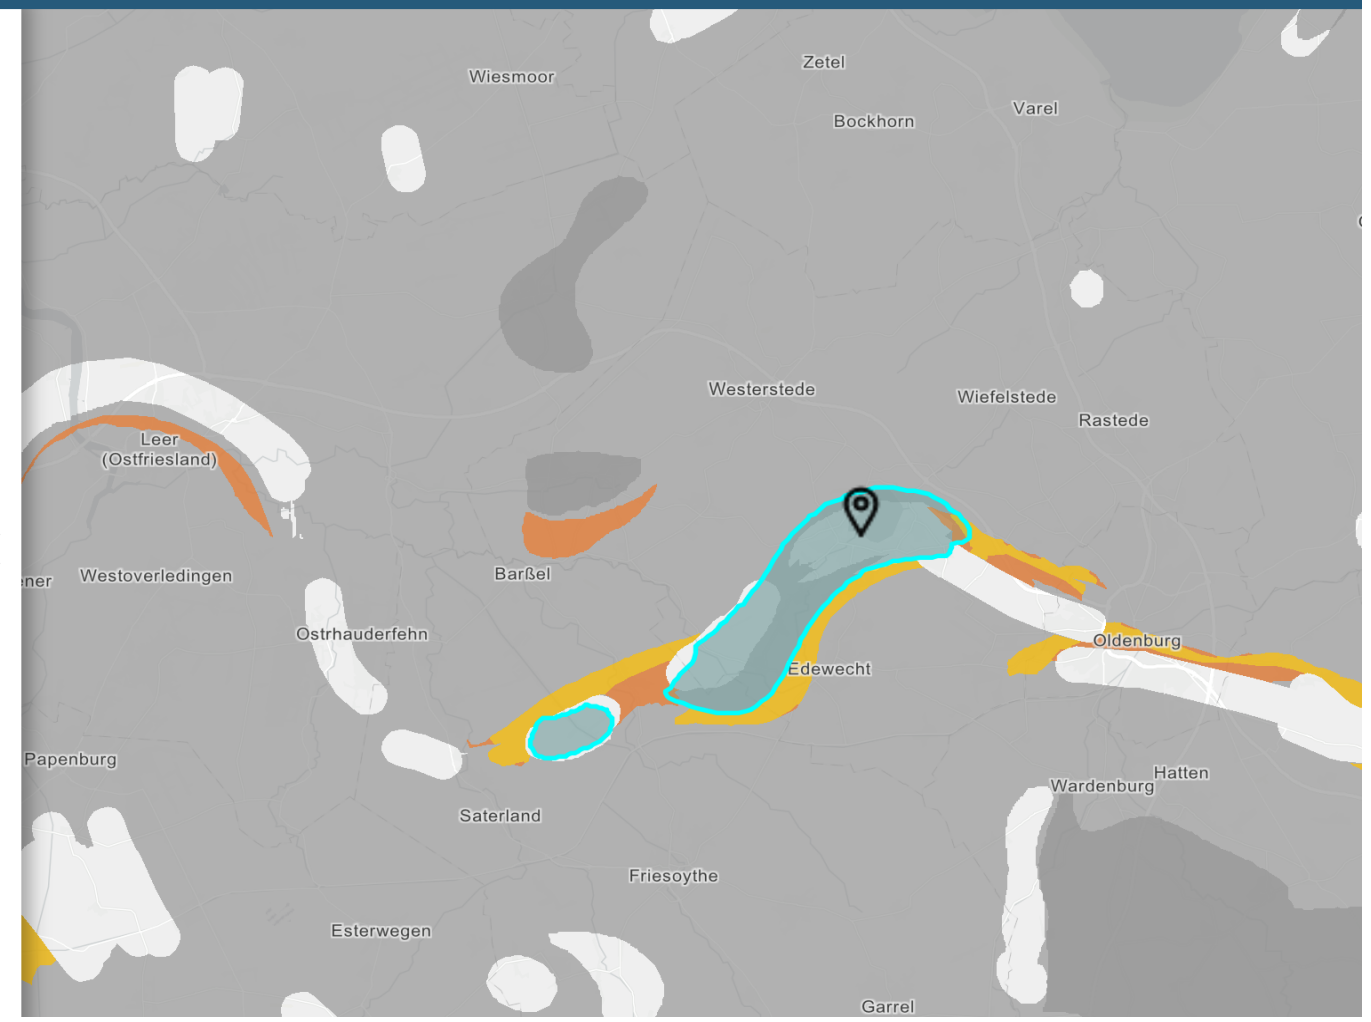 Zetel
Wiesmoor
Varel
Bockhorn
Westerstede
Wiefelstede
Rastede
Leer
(Ostfriesland)
Barßel
ener
Westoverledingen
Ostrhauderfehn
Oldenburg
Edewecht
Papenburg
Hatten
Wardenburg
Saterland
Friesoythe
Esterwegen
Garrel